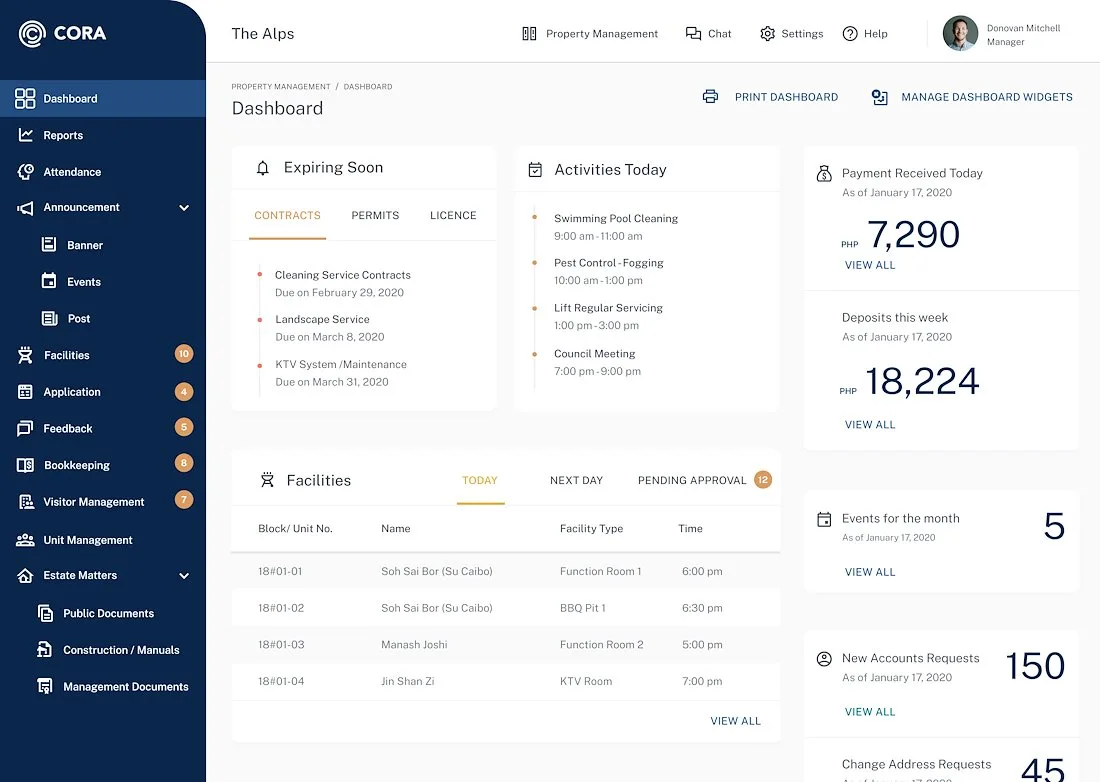 CORA
Dashboard
Reports
Attendance
Announcement
Banner
Events
Post
Facilities 10
Application 4
Feedback 5
Bookkeeping 8
Visitor Management 7
Unit Management
Estate Matters
Public Documents
Construction / Manuals
Management Documents
The Alps
Property Management
Chat
Settings
Help
Donovan Mitchell
Manager
PROPERTY MANAGEMENT / DASHBOARD
Dashboard
PRINT DASHBOARD
MANAGE DASHBOARD WIDGETS
Expiring Soon
CONTRACTS PERMITS LICENCE
Cleaning Service Contracts
Due on February 29, 2020
Landscape Service
Due on March 8, 2020
KTV System /Maintenance
Due on March 31, 2020
Activities Today
Swimming Pool Cleaning
9:00 am - 11:00 am
Pest Control - Fogging
10:00 am - 1:00 pm
Lift Regular Servicing
1:00 pm - 3:00 pm
Council Meeting
7:00 pm - 9:00 pm
Facilities
TODAY NEXT DAY PENDING APPROVAL 12
Block/ Unit No. Name Facility Type Time
18#01-01 Soh Sai Bor (Su Caibo) Function Room 1 6:00 pm
18#01-02 Soh Sai Bor (Su Caibo) BBQ Pit 1 6:30 pm
18#01-03 Manash Joshi Function Room 2 5:00 pm
18#01-04 Jin Shan Zi KTV Room 7:00 pm
VIEW ALL
Payment Received Today
As of January 17, 2020
PHP 7,290
VIEW ALL
Deposits this week
As of January 17, 2020
PHP 18,224
VIEW ALL
Events for the month 5
As of January 17, 2020
VIEW ALL
New Accounts Requests 150
As of January 17, 2020
VIEW ALL
Change Address Requests 45